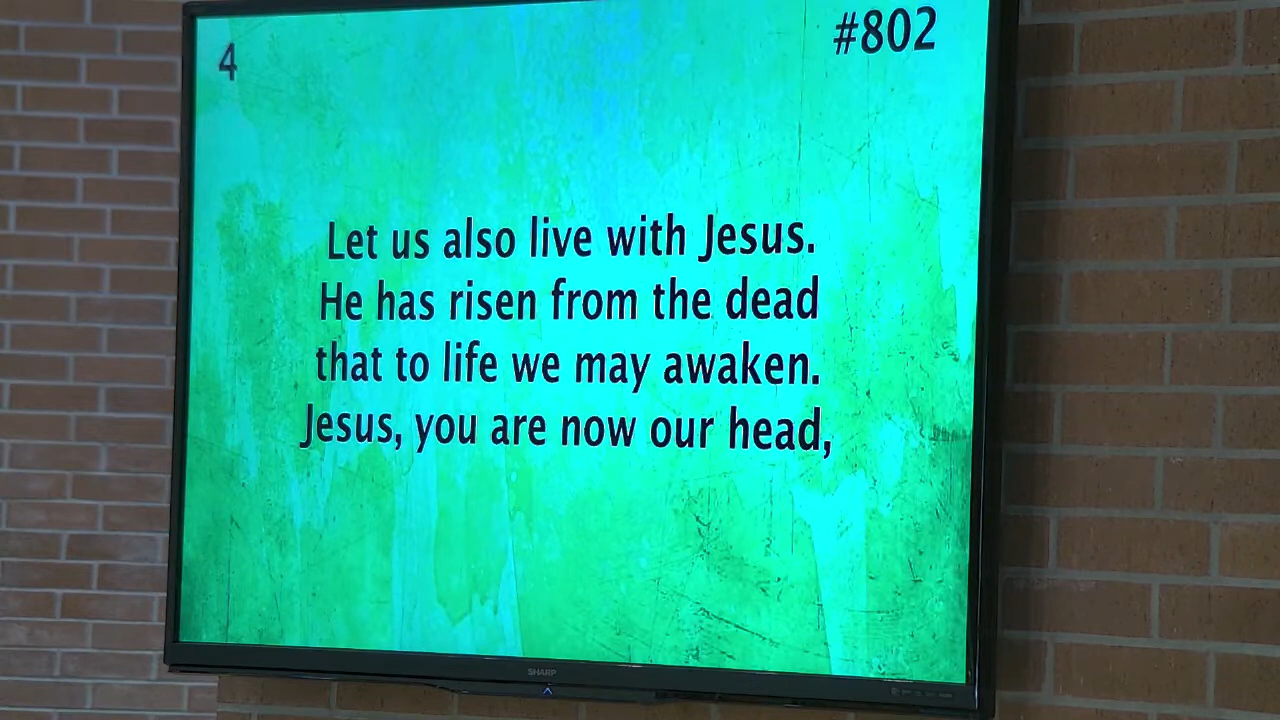 4
#802
Let us also live with Jesus.
He has risen from the dead
that to life we may awaken.
Jesus, you are now our head,
SHARP